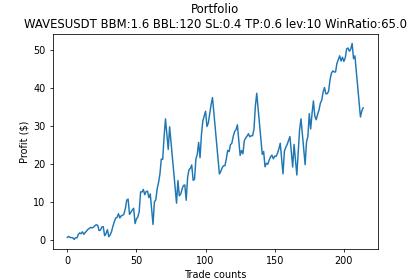 Portfolio
WAVESUSDT BBM:1.6 BBL:120 SL:0.4 TP:0.6 lev:10 WinRatio:65.0
50
40
30
20
10
0
Profit ($)
0 50 100 150 200
Trade counts